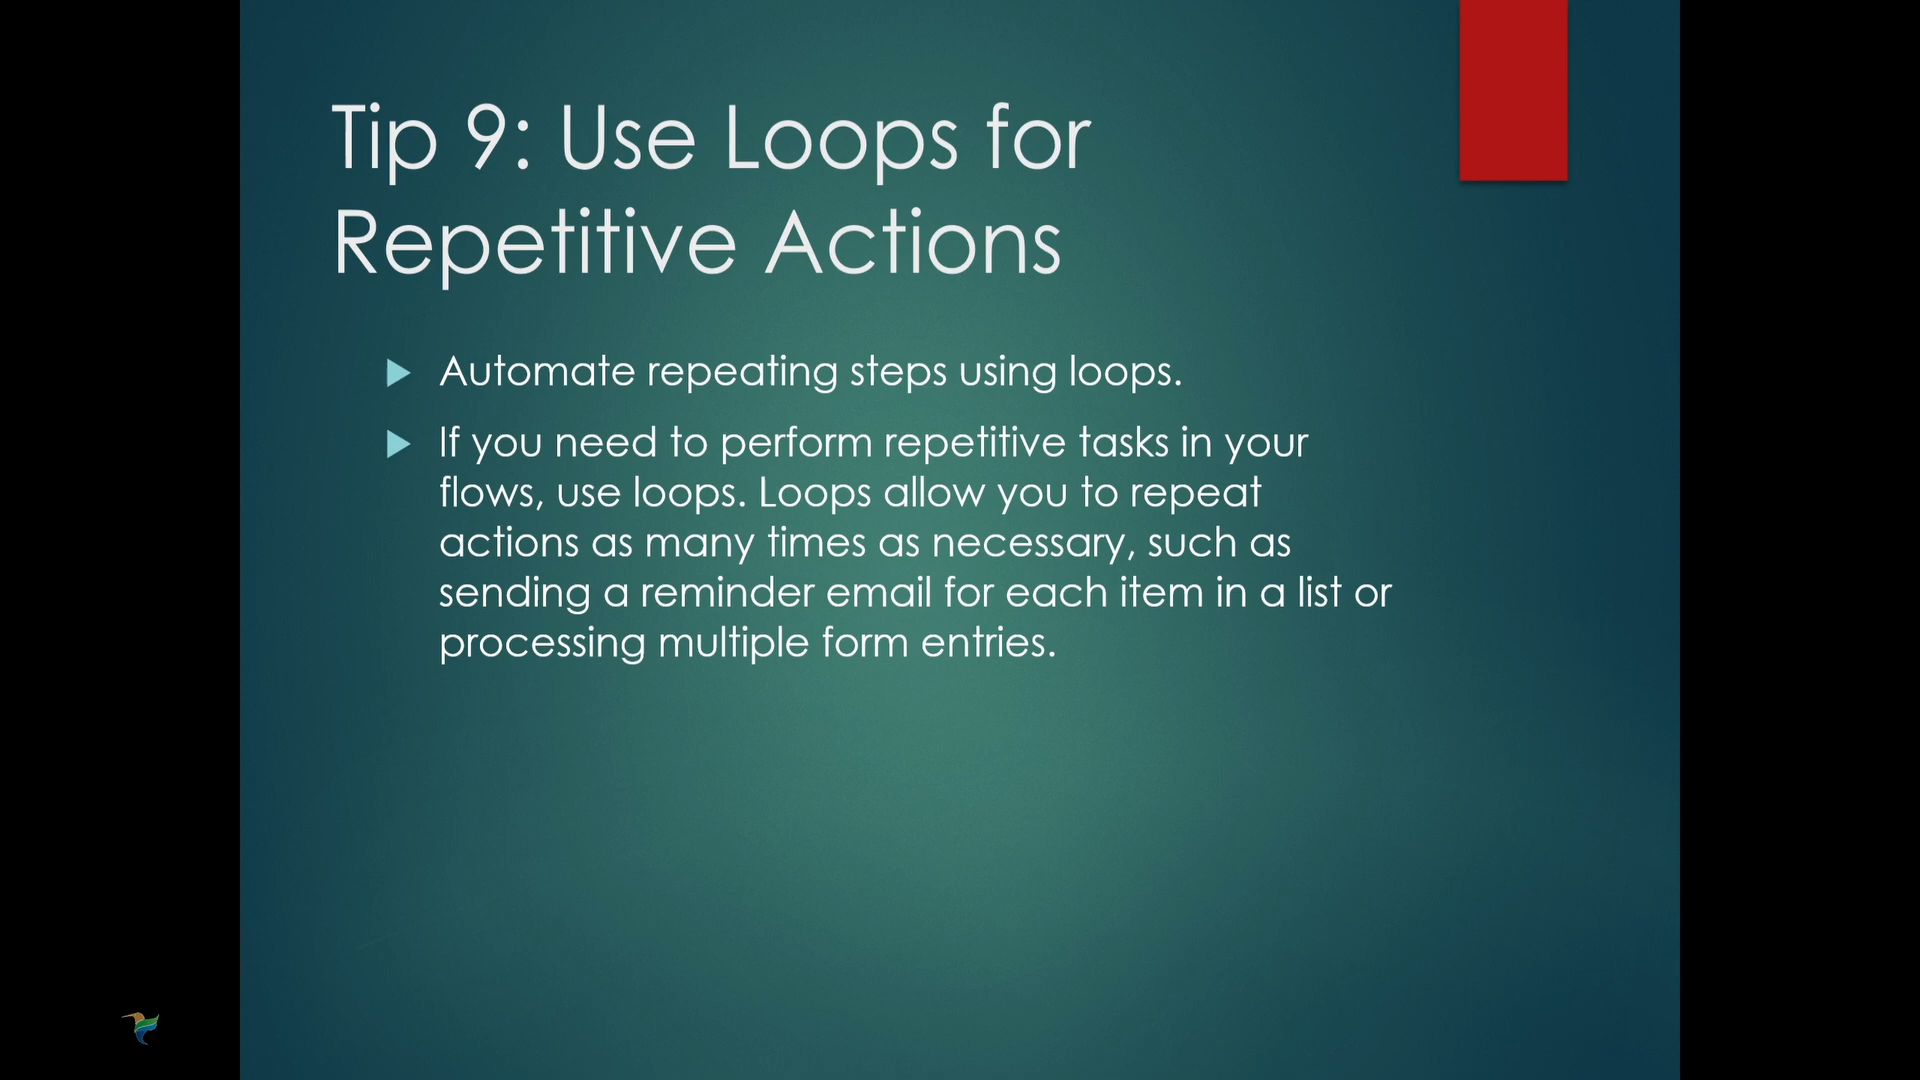 Tip 9: Use Loops for
Repetitive Actions
Automate repeating steps using loops.
If you need to perform repetitive tasks in your
flows, use loops. Loops allow you to repeat
actions as many times as necessary, such as
sending a reminder email for each item in a list or
processing multiple form entries.